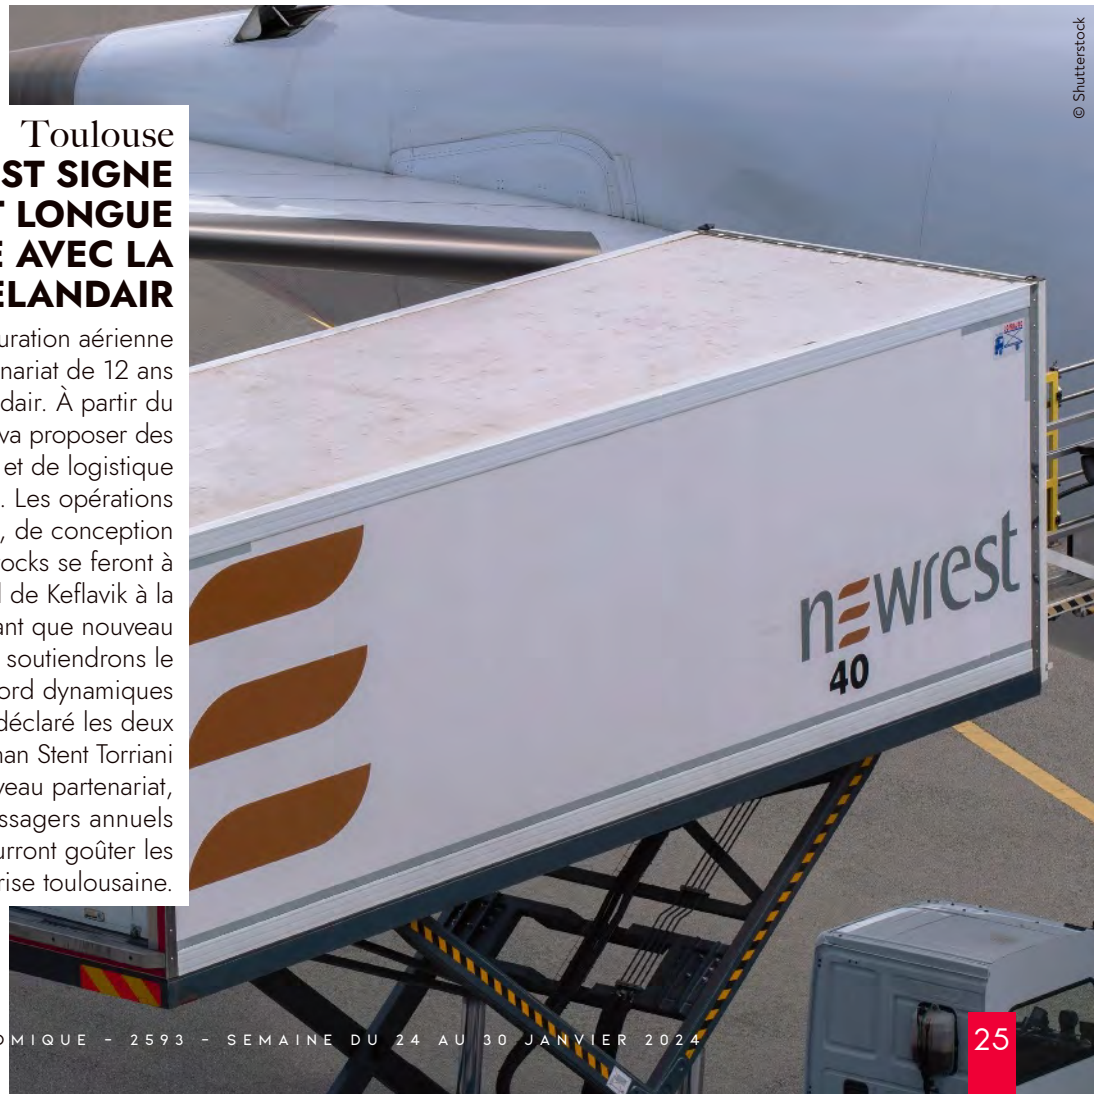 © Shutterstock
Toulouse
ST SIGNE
LONGUE
AVEC LA
ELANDAIR
uration aérienne
nariat de 12 ans
dair. À partir du
va proposer des
et de logistique
. Les opérations
, de conception
ocks se feront à
de Keflavik à la
ant que nouveau
soutiendrons le
ord dynamiques
déclaré les deux
nan Stent Torriani
veau partenariat,
ssagers annuels
urront goûter les
rise toulousaine.
newrest
40
OMIQUE - 2593 - SEMAINE DU 24 AU 30 JANVIER 2024
25